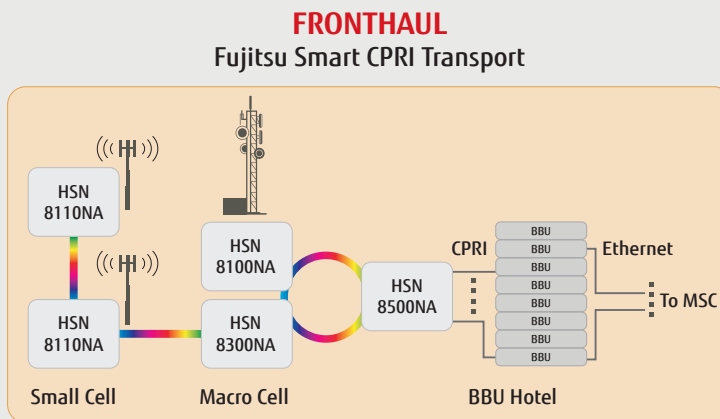 FRONTHAUL
Fujitsu Smart CPRI Transport
HSN
8110NA
HSN
8110NA
Small Cell
HSN
8100NA
HSN
8300NA
Macro Cell
HSN
8500NA
CPRI
BBU
BBU
BBU
BBU
BBU
BBU
BBU
BBU
Ethernet
To MSC
BBU Hotel